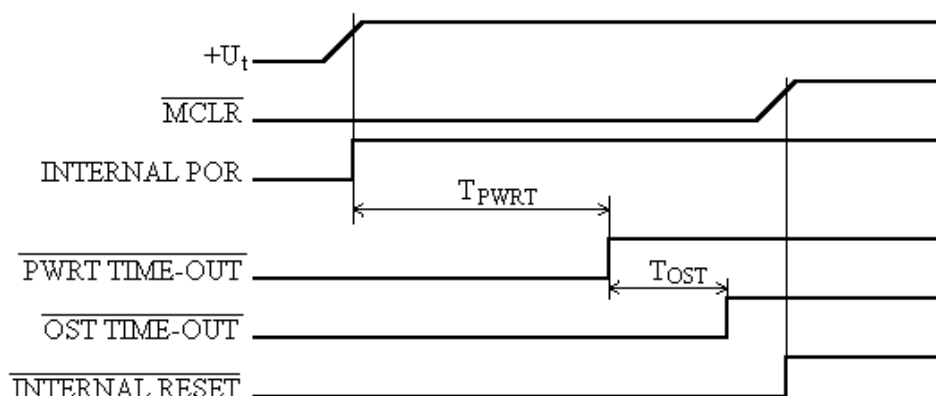 +Ut
MCLR
INTERNAL POR
TPWRT
PWRT TIME-OUT
TOST
OST TIME-OUT
INTERNAL RESET